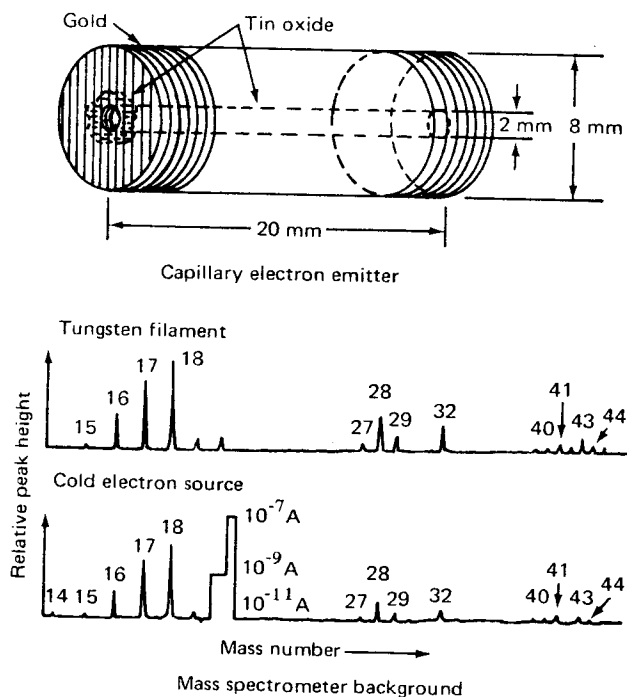 Gold
Tin oxide
2 mm
8 mm
20 mm
Capillary electron emitter
Relative peak height
Tungsten filament
15 16 17 18 27 28 29 32 40 41 43 44
Cold electron source
10⁻⁷A
10⁻⁹A
10⁻¹¹A
14 15 16 17 18 27 28 29 32 40 41 43 44
Mass number
Mass spectrometer background